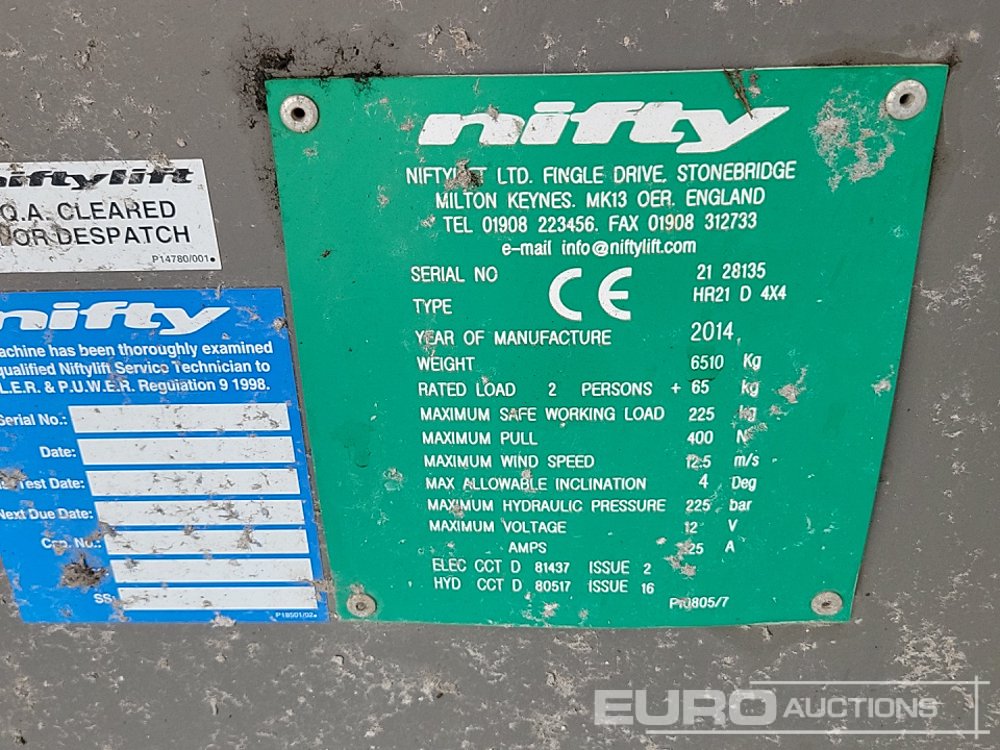 niftylift
Q.A. CLEARED
FOR DESPATCH
P14780/001
nifty
machine has been thoroughly examined
qualified Niftylift Service Technician to
L.E.R. & P.U.W.E.R. Regulation 9 1998.
Serial No.:
Date:
Test Date:
Next Due Date:
No.:
SS
P18501/02
nifty
NIFTYLIFT LTD. FINGLE DRIVE. STONEBRIDGE
MILTON KEYNES. MK13 OER. ENGLAND
TEL 01908 223456. FAX 01908 312733
e-mail info@niftylift.com
SERIAL NO CE 21 28135
TYPE HR21 D 4X4
YEAR OF MANUFACTURE 2014
WEIGHT 6510 Kg
RATED LOAD 2 PERSONS + 65 kg
MAXIMUM SAFE WORKING LOAD 225 kg
MAXIMUM PULL 400 N
MAXIMUM WIND SPEED 12.5 m/s
MAX ALLOWABLE INCLINATION 4 Deg
MAXIMUM HYDRAULIC PRESSURE 225 bar
MAXIMUM VOLTAGE 12 V
AMPS 25 A
ELEC CCT D 81437 ISSUE 2
HYD CCT D 80517 ISSUE 16
P10805/7
EURO AUCTIONS